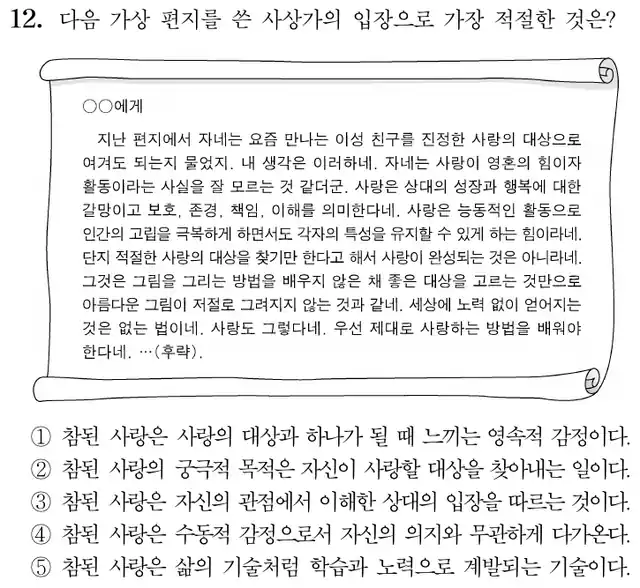 12. 다음 가상 편지를 쓴 사상가의 입장으로 가장 적절한 것은?
○○에게
지난 편지에서 자네는 요즘 만나는 이성 친구를 진정한 사랑의 대상으로
여겨도 되는지 물었지. 내 생각은 이러하네. 자네는 사랑이 영혼의 힘이자
활동이라는 사실을 잘 모르는 것 같더군. 사랑은 상대의 성장과 행복에 대한
갈망이고 보호, 존경, 책임, 이해를 의미한다네. 사랑은 능동적인 활동으로
인간의 고립을 극복하게 하면서도 각자의 특성을 유지할 수 있게 하는 힘이라네.
단지 적절한 사랑의 대상을 찾기만 한다고 해서 사랑이 완성되는 것은 아니라네.
그것은 그림을 그리는 방법을 배우지 않은 채 좋은 대상을 고르는 것만으로
아름다운 그림이 저절로 그려지지 않는 것과 같네. 세상에 노력 없이 얻어지는
것은 없는 법이네. 사랑도 그렇다네. 우선 제대로 사랑하는 방법을 배워야
한다네. …(후략).
① 참된 사랑은 사랑의 대상과 하나가 될 때 느끼는 영속적 감정이다.
② 참된 사랑의 궁극적 목적은 자신이 사랑할 대상을 찾아내는 일이다.
③ 참된 사랑은 자신의 관점에서 이해한 상대의 입장을 따르는 것이다.
④ 참된 사랑은 수동적 감정으로서 자신의 의지와 무관하게 다가온다.
⑤ 참된 사랑은 삶의 기술처럼 학습과 노력으로 계발되는 기술이다.